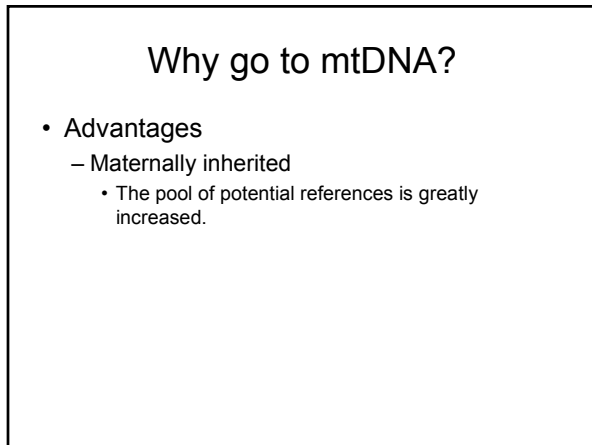 Why go to mtDNA?
• Advantages
– Maternally inherited
• The pool of potential references is greatly
increased.